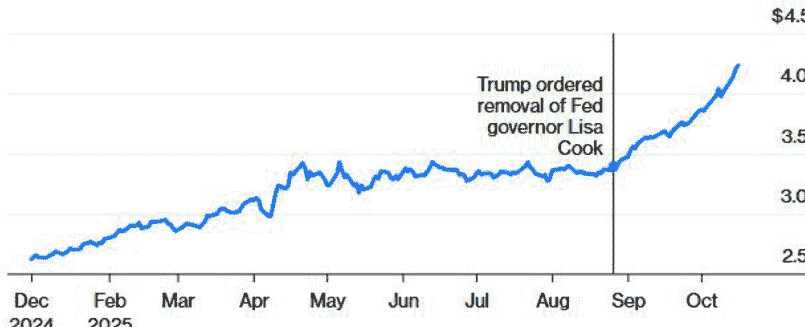 $4.5
Trump ordered
removal of Fed
governor Lisa
Cook
4.0
3.5
3.0
2.5
Dec Feb Mar Apr May Jun Jul Aug Sep Oct
2024 2025